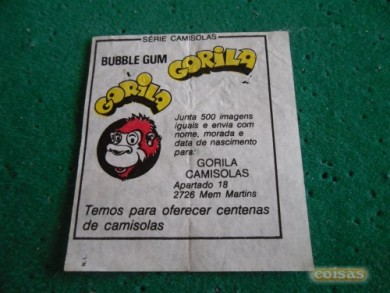 SÉRIE CAMISOLAS
BUBBLE GUM
GORILA
GORILA
Junta 500 imagens
iguais e envia com
nome, morada e
data de nascimento
para:
GORILA
CAMISOLAS
Apartado 18
2726 Mem Martins
Temos para oferecer centenas
de camisolas
coisas